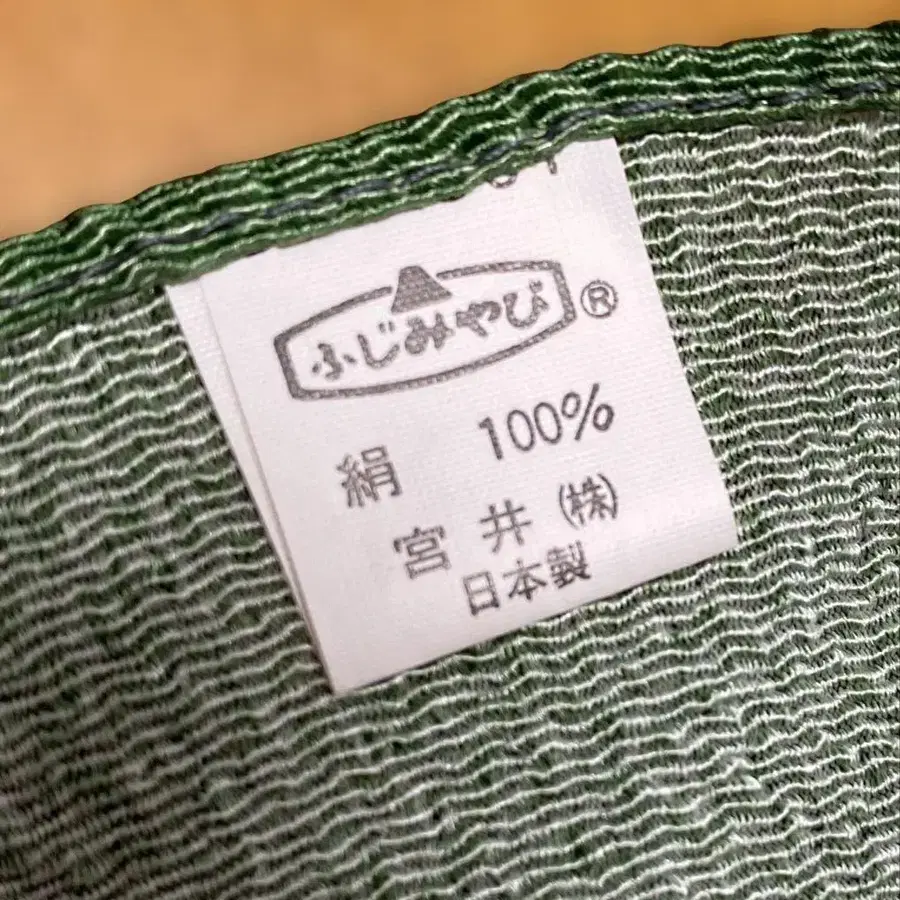 ふじみやび ®
絹 100%
宮井(株)
日本製